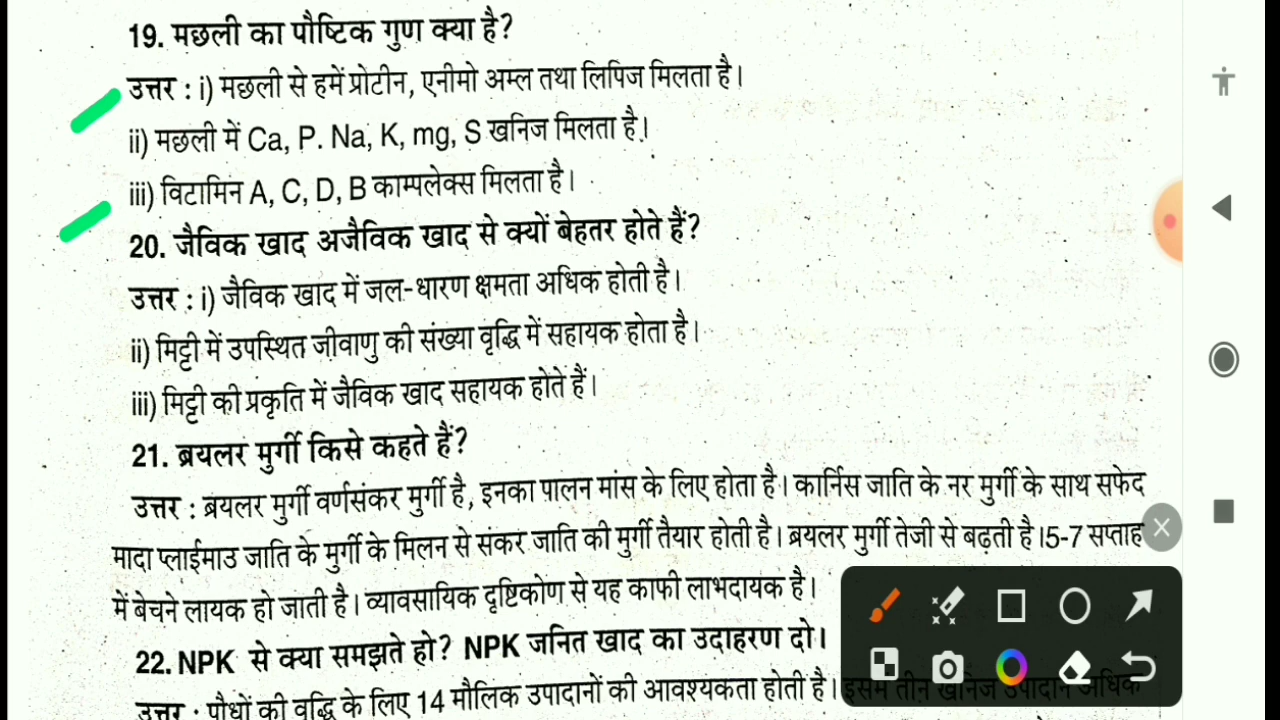 19. मछली का पौष्टिक गुण क्या है?
उत्तर : i) मछली से हमें प्रोटीन, एनीमो अम्ल तथा लिपिज मिलता है।
ii) मछली में Ca, P. Na, K, mg, S खनिज मिलता है।
iii) विटामिन A, C, D, B काम्पलेक्स मिलता है।
20. जैविक खाद अजैविक खाद से क्यों बेहतर होते हैं?
उत्तर : i) जैविक खाद में जल-धारण क्षमता अधिक होती है।
ii) मिट्टी में उपस्थित जीवाणु की संख्या वृद्धि में सहायक होता है।
iii) मिट्टी की प्रकृति में जैविक खाद सहायक होते हैं।
21. ब्रयलर मुर्गी किसे कहते हैं?
उत्तर : ब्रयलर मुर्गी वर्णसंकर मुर्गी है, इनका पालन मांस के लिए होता है। कार्निस जाति के नर मुर्गी के साथ सफेद
मादा प्लाईमाउ जाति के मुर्गी के मिलन से संकर जाति की मुर्गी तैयार होती है। ब्रयलर मुर्गी तेजी से बढ़ती है।5-7 सप्ताह
में बेचने लायक हो जाती है। व्यावसायिक दृष्टिकोण से यह काफी लाभदायक है।
22. NPK से क्या समझते हो? NPK जनित खाद का उदाहरण दो।
उत्तर : पौधों की वृद्धि के लिए 14 मौलिक उपादानों की आवश्यकता होती है। इसमें तीन खनिज उपादान अधिक